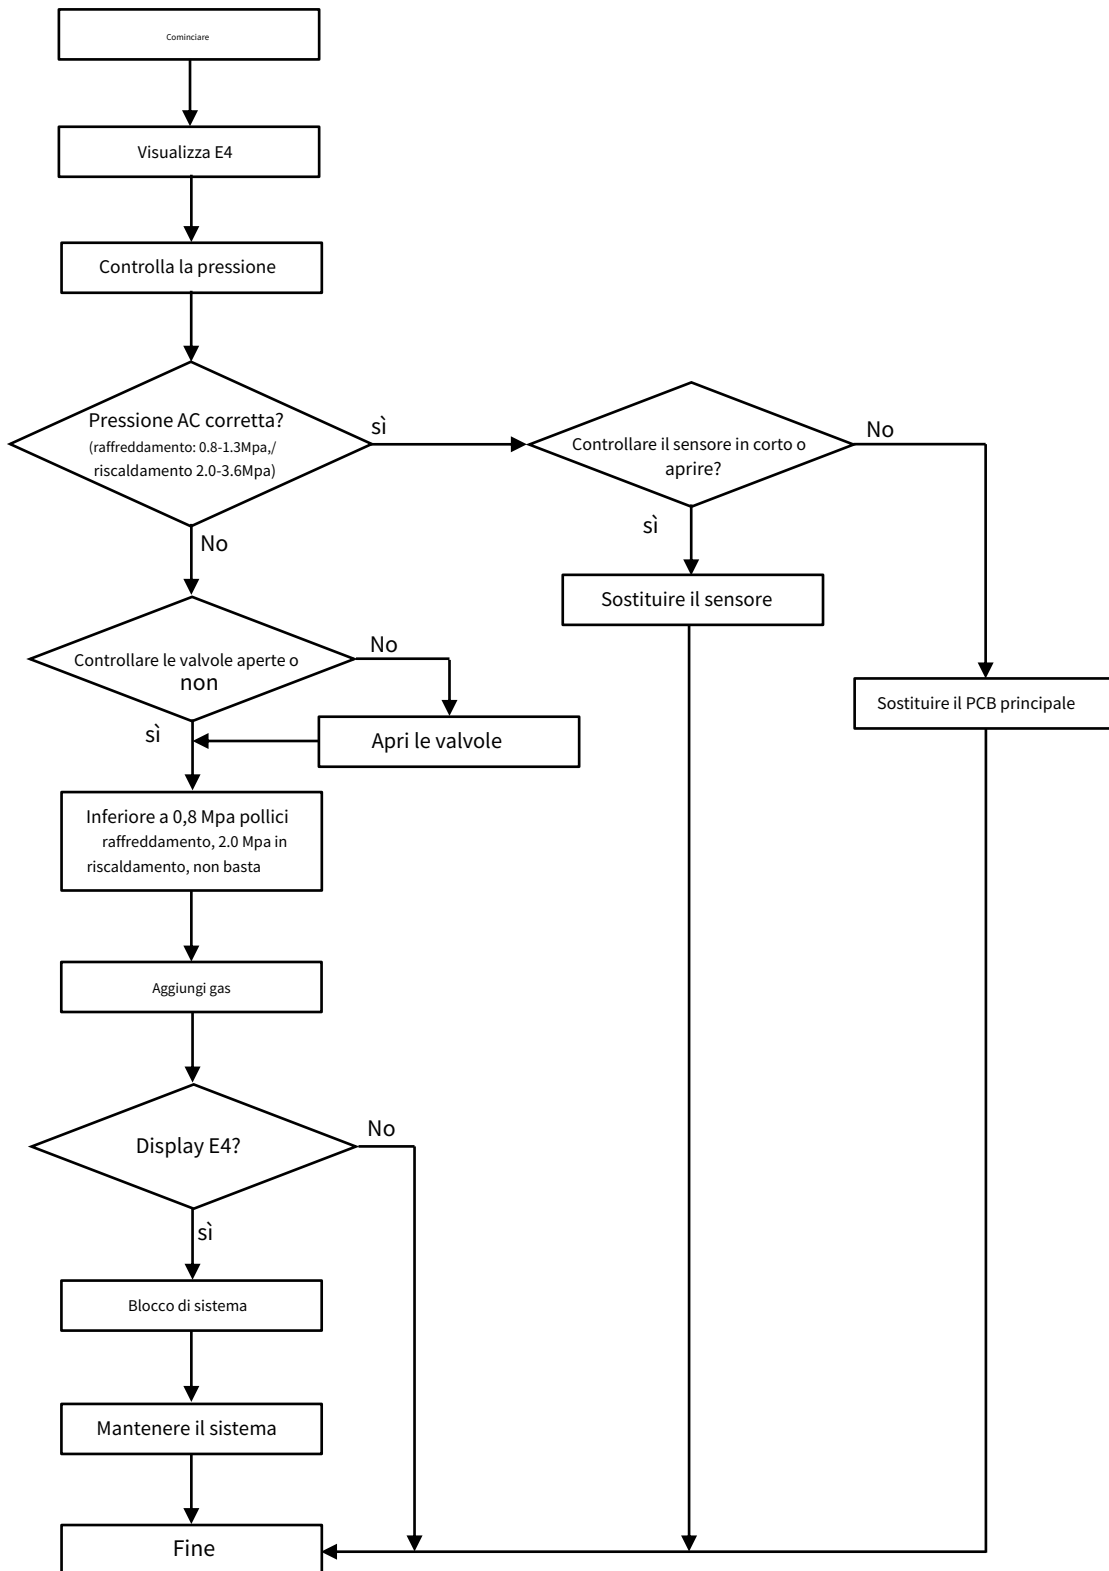 Cominciare
Visualizza E4
Controlla la pressione
Pressione AC corretta?
(raffreddamento: 0.8-1.3Mpa,/
riscaldamento 2.0-3.6Mpa)
sì
Controllare il sensore in corto o
aprire?
No
sì
No
Sostituire il sensore
Controllare le valvole aperte o
non
No
Sostituire il PCB principale
sì
Apri le valvole
Inferiore a 0,8 Mpa pollici
raffreddamento, 2.0 Mpa in
riscaldamento, non basta
Aggiungi gas
Display E4?
No
sì
Blocco di sistema
Mantenere il sistema
Fine